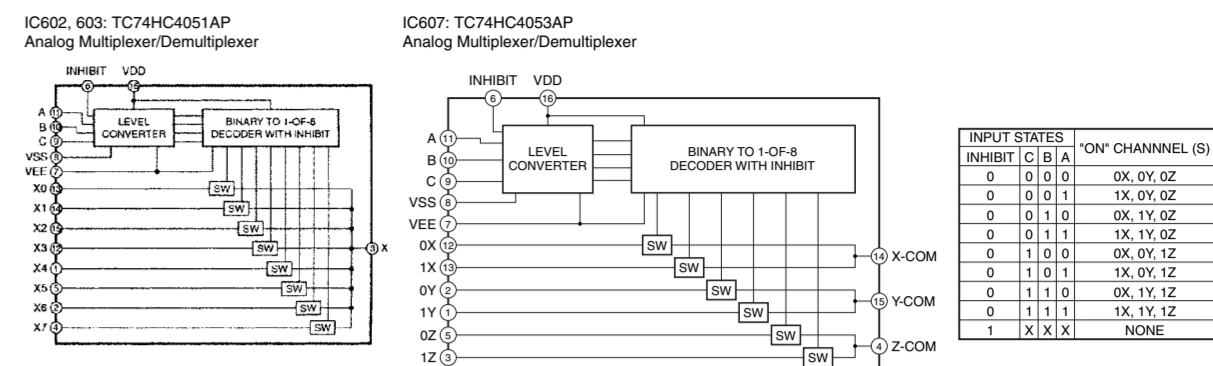 IC602, 603: TC74HC4051AP
Analog Multiplexer/Demultiplexer
INHIBIT VDD
6 16
A 11
B 10
C 9
VSS 8
VEE 7
LEVEL
CONVERTER
BINARY TO 1-OF-8
DECODER WITH INHIBIT
X0 13 SW
X1 14 SW
X2 15 SW
X3 12 SW
3 X
X4 1 SW
X5 5 SW
X6 2 SW
X7 4 SW
IC607: TC74HC4053AP
Analog Multiplexer/Demultiplexer
INHIBIT VDD
6 16
A 11
B 10
C 9
VSS 8
VEE 7
LEVEL
CONVERTER
BINARY TO 1-OF-8
DECODER WITH INHIBIT
0X 12 SW
14 X-COM
1X 13 SW
0Y 2 SW
15 Y-COM
1Y 1 SW
0Z 5 SW
4 Z-COM
1Z 3 SW
INPUT STATES "ON" CHANNNEL (S)
INHIBIT C B A
0 0 0 0 0X, 0Y, 0Z
0 0 0 1 1X, 0Y, 0Z
0 0 1 0 0X, 1Y, 0Z
0 0 1 1 1X, 1Y, 0Z
0 1 0 0 0X, 0Y, 1Z
0 1 0 1 1X, 0Y, 1Z
0 1 1 0 0X, 1Y, 1Z
0 1 1 1 1X, 1Y, 1Z
1 X X X NONE